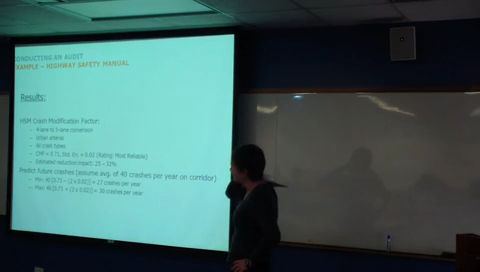 CONDUCTING AN AUDIT
EXAMPLE – HIGHWAY SAFETY MANUAL
Results:
HSM Crash Modification Factor:
– 4-lane to 3-lane conversion
– Urban arterial
– All crash types
– CMF = 0.71, Std. Err. = 0.02 (Rating: Most Reliable)
– Estimated reduction impact: 25 – 32%
Predict future crashes (assume avg. of 40 crashes per year on corridor)
– Min: 40 [0.71 – (2 x 0.02)] = 27 crashes per year
– Max: 40 [0.71 + (2 x 0.02)] = 30 crashes per year